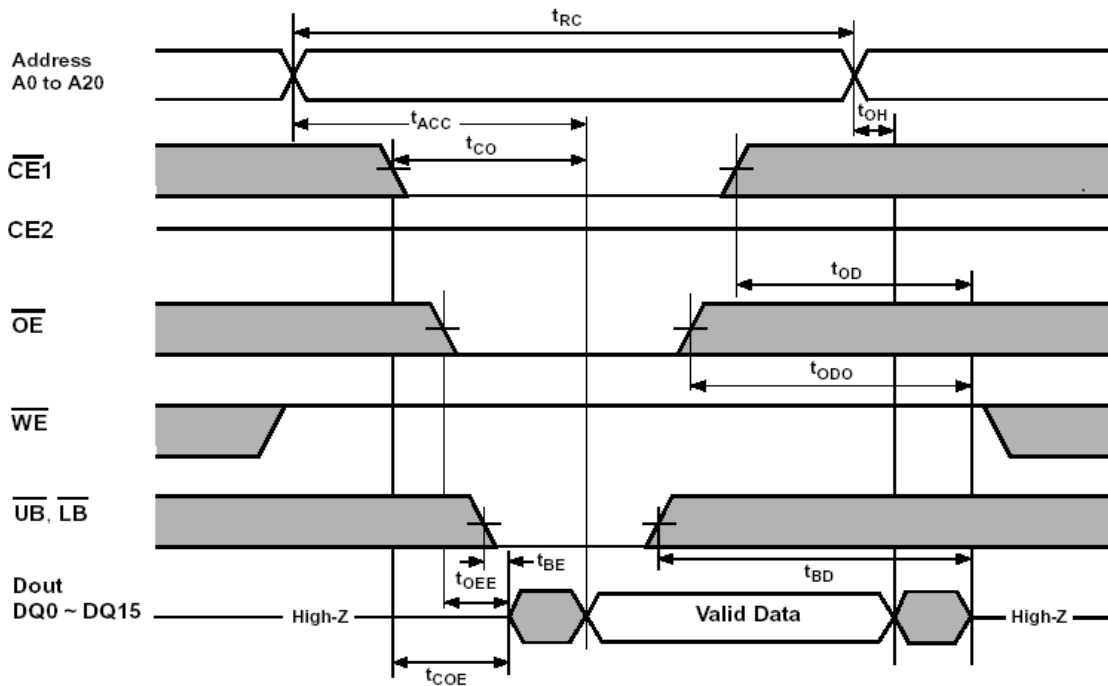 tRC
Address
A0 to A20
tACC
tOH
tCO
CE1
CE2
tOD
OE
tODO
WE
UB, LB
tBE
tOEE
tBD
Dout
DQ0 ~ DQ15
High-Z
Valid Data
High-Z
tCOE